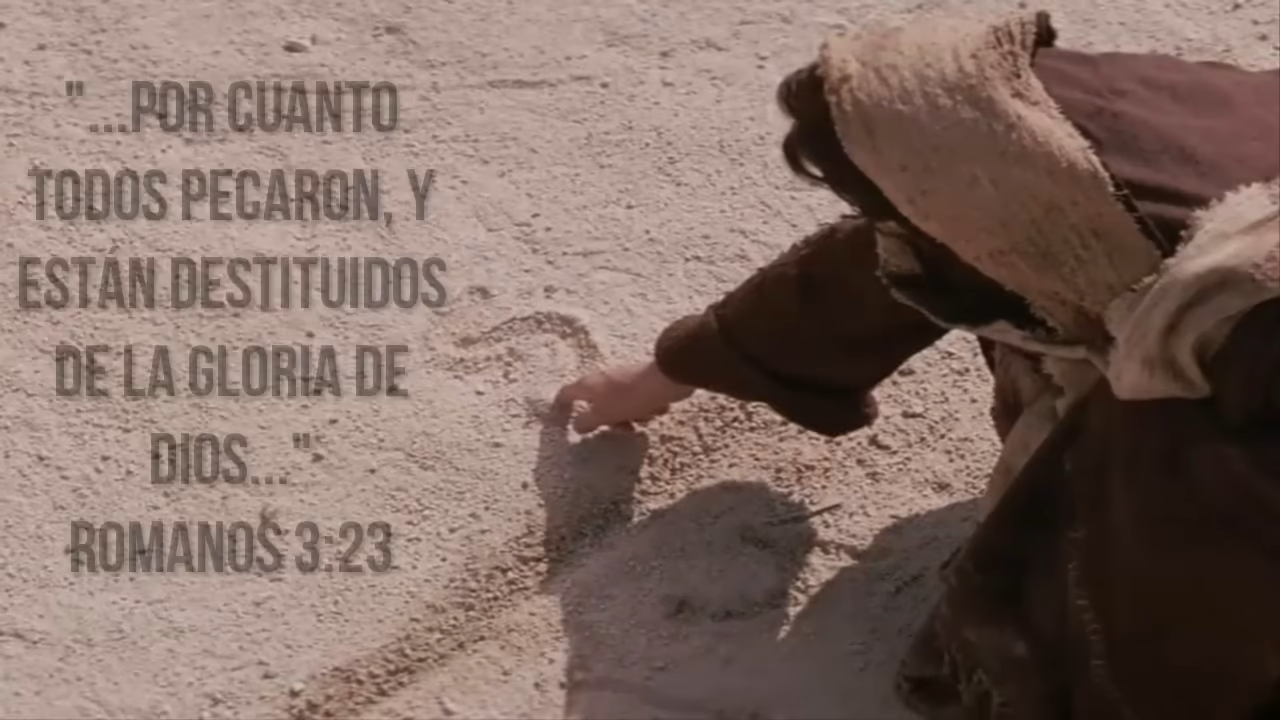 "...POR CUANTO
TODOS PECARON, Y
ESTÁN DESTITUIDOS
DE LA GLORIA DE
DIOS..."
ROMANOS 3:23